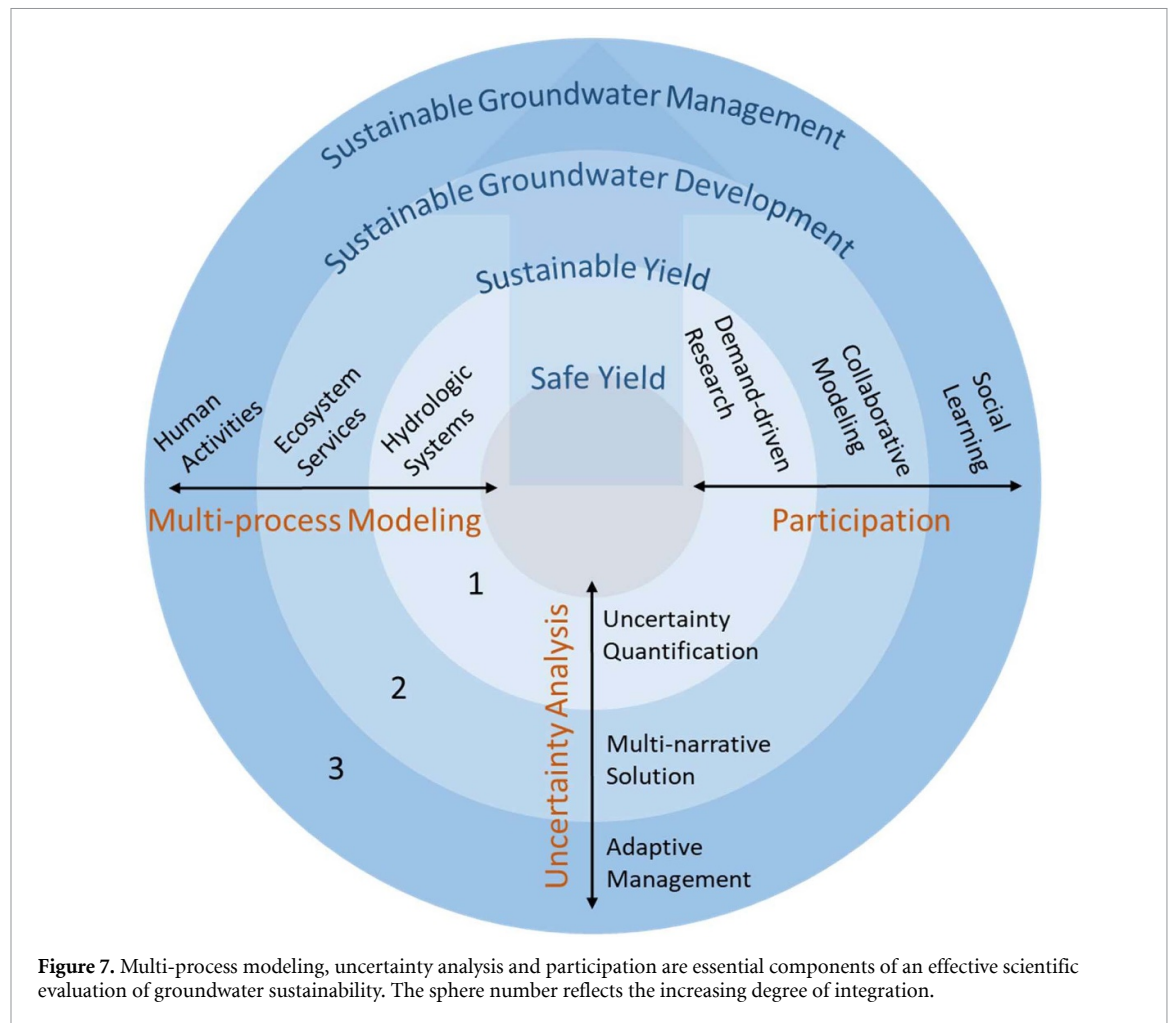 Sustainable Groundwater Management
Sustainable Groundwater Development
Sustainable Yield
Safe Yield
Human
Activities
Ecosystem
Services
Hydrologic
Systems
Demand-driven
Research
Collaborative
Modeling
Social
Learning
Multi-process Modeling
Participation
1
2
3
Uncertainty Analysis
Uncertainty
Quantification
Multi-narrative
Solution
Adaptive
Management
Figure 7. Multi-process modeling, uncertainty analysis and participation are essential components of an effective scientific
evaluation of groundwater sustainability. The sphere number reflects the increasing degree of integration.